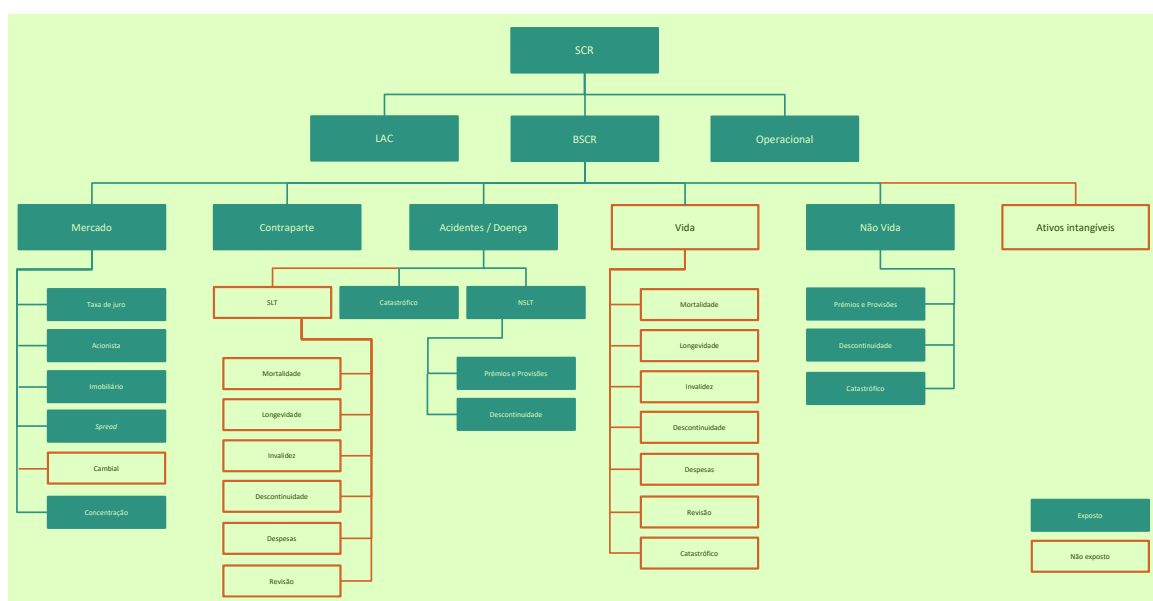 SCR
LAC
BSCR
Operacional
Mercado
Contraparte
Acidentes / Doença
Vida
Não Vida
Ativos intangíveis
Taxa de juro
Acionista
Imobiliário
Spread
Cambial
Concentração
SLT
Catastrófico
NSLT
Mortalidade
Longevidade
Invalidez
Descontinuidade
Despesas
Revisão
Prémios e Provisões
Descontinuidade
Mortalidade
Longevidade
Invalidez
Descontinuidade
Despesas
Revisão
Catastrófico
Prémios e Provisões
Descontinuidade
Catastrófico
Exposto
Não exposto